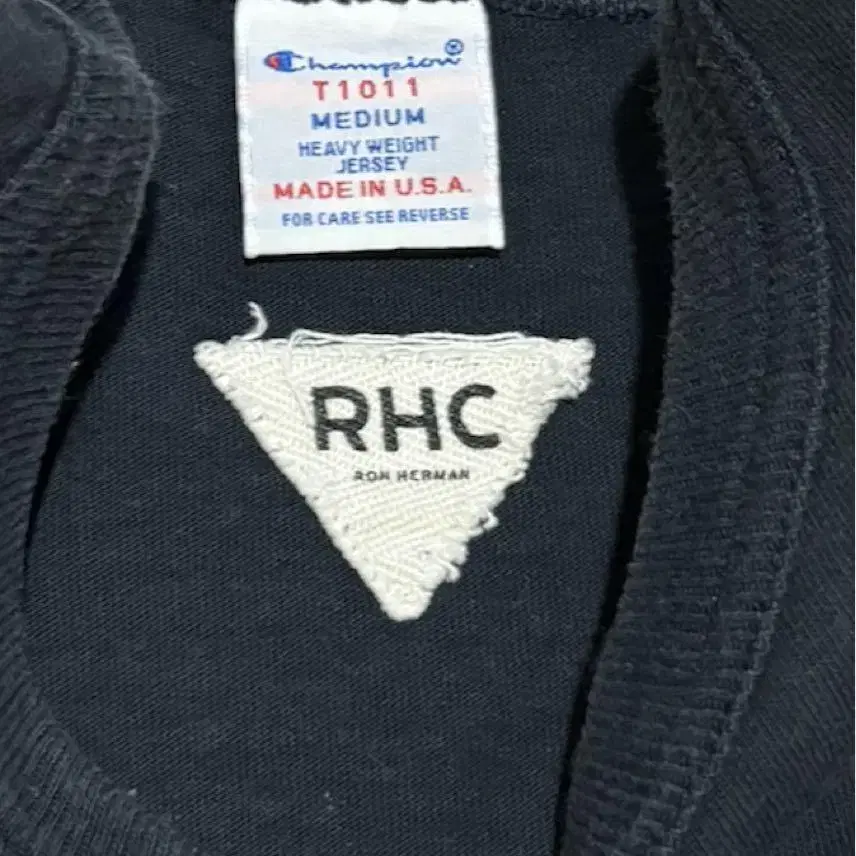 Champion®
T1011
MEDIUM
HEAVY WEIGHT
JERSEY
MADE IN U.S.A.
FOR CARE SEE REVERSE
RHC
RON HERMAN